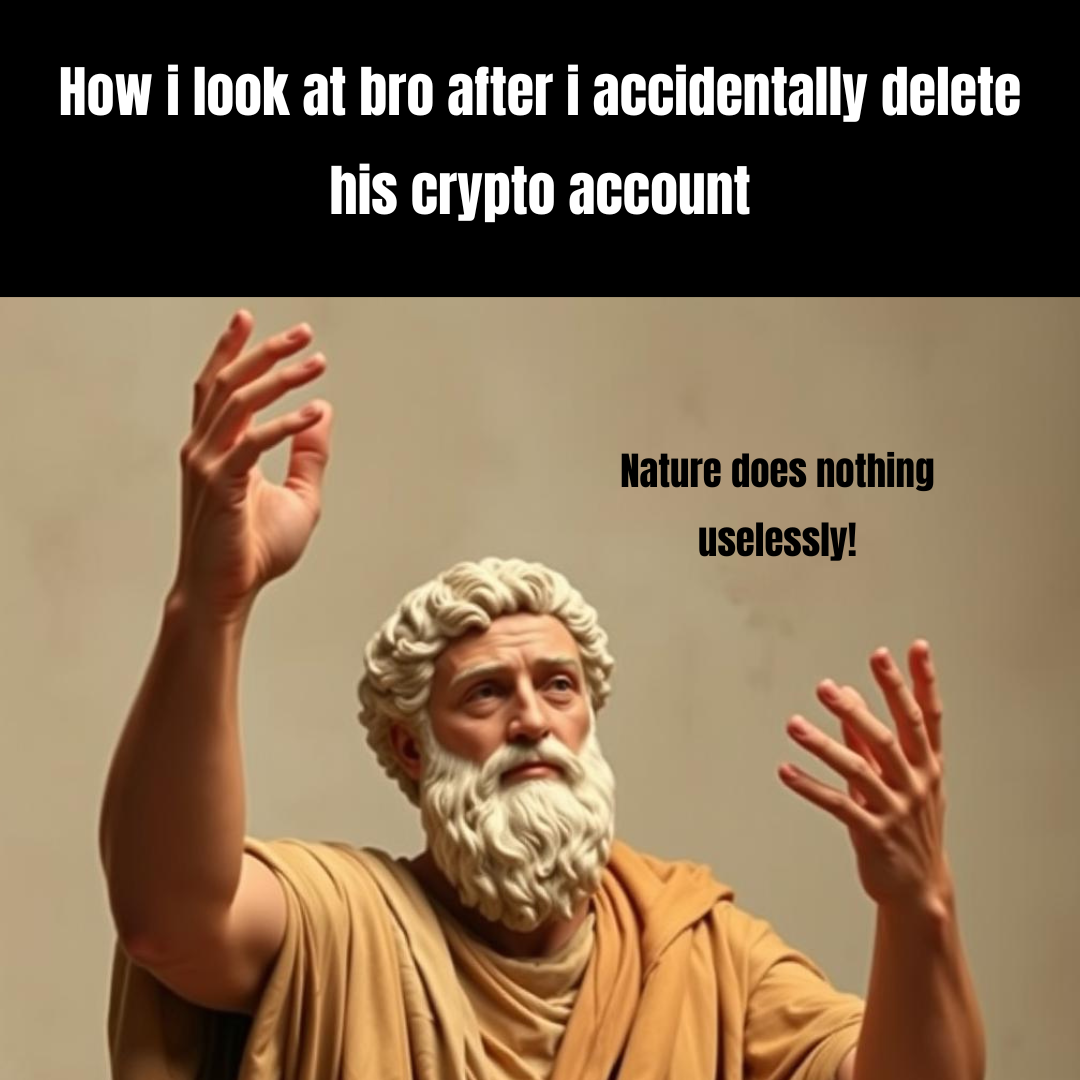 How i look at bro after i accidentally delete
his crypto account
Nature does nothing
uselessly!